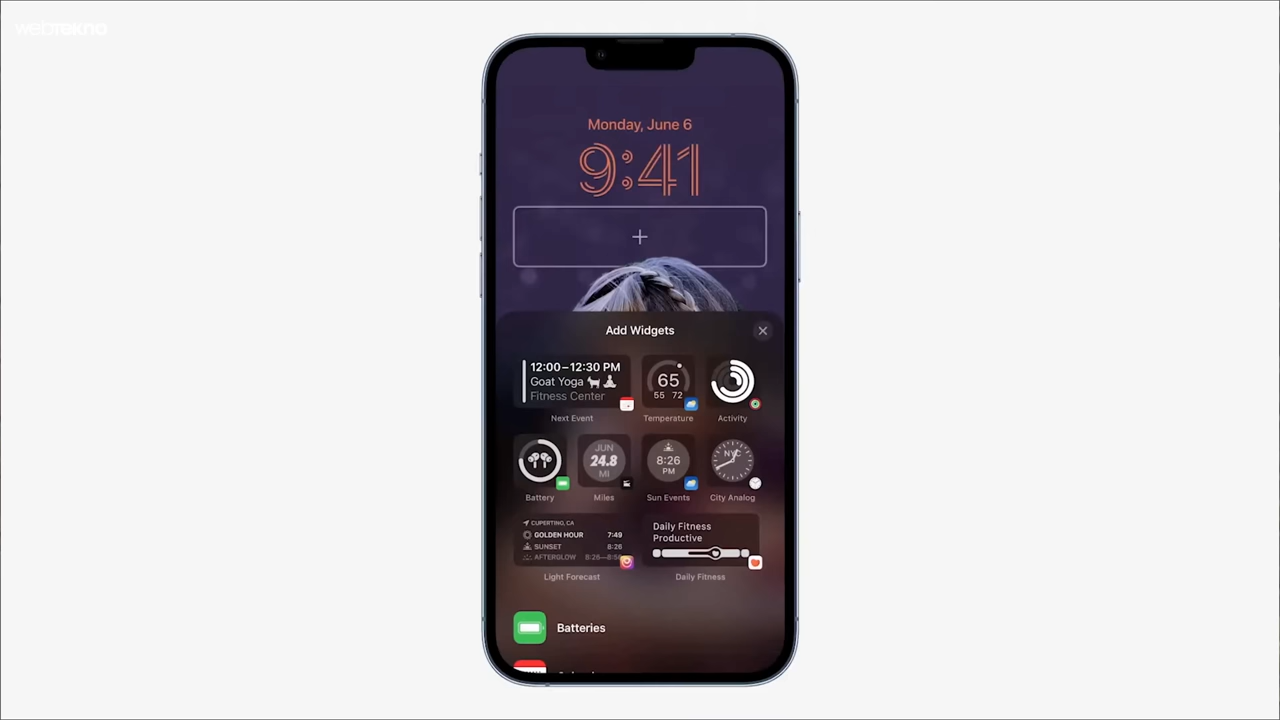 webtekno
Monday, June 6
9:41
Add Widgets
12:00–12:30 PM
Goat Yoga
Fitness Center
Next Event
65
55 72
Temperature
Activity
Battery
JUN
24.8
MI
Miles
8:26
PM
Sun Events
NYC
City Analog
CUPERTINO, CA
GOLDEN HOUR 7:49
SUNSET 8:26
AFTERGLOW
Light Forecast
Daily Fitness
Productive
Daily Fitness
Batteries